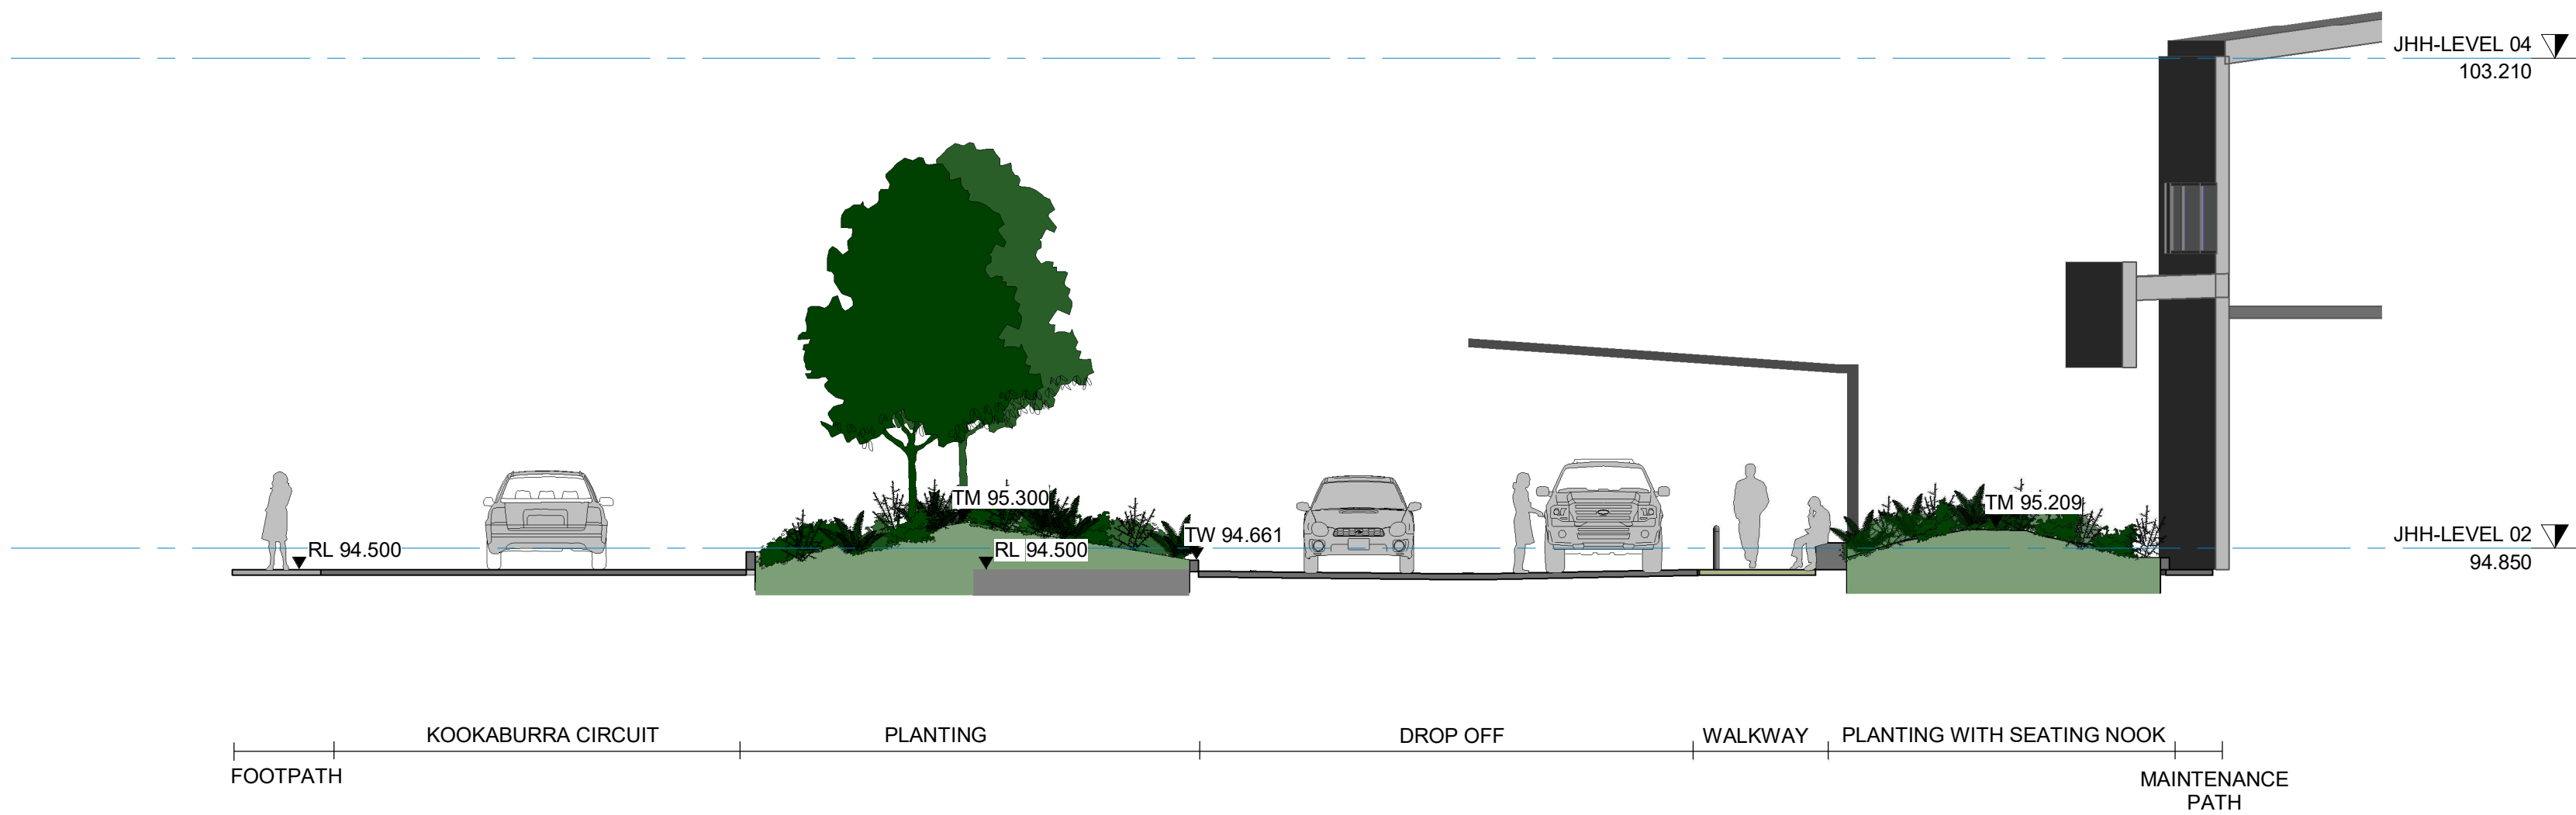 JHH-LEVEL 04
103.210
TM 95.300
TM 95.209
RL 94.500
RL 94.500
TW 94.661
JHH-LEVEL 02
94.850
KOOKABURRA CIRCUIT
PLANTING
DROP OFF
WALKWAY
PLANTING WITH SEATING NOOK
FOOTPATH
MAINTENANCE
PATH